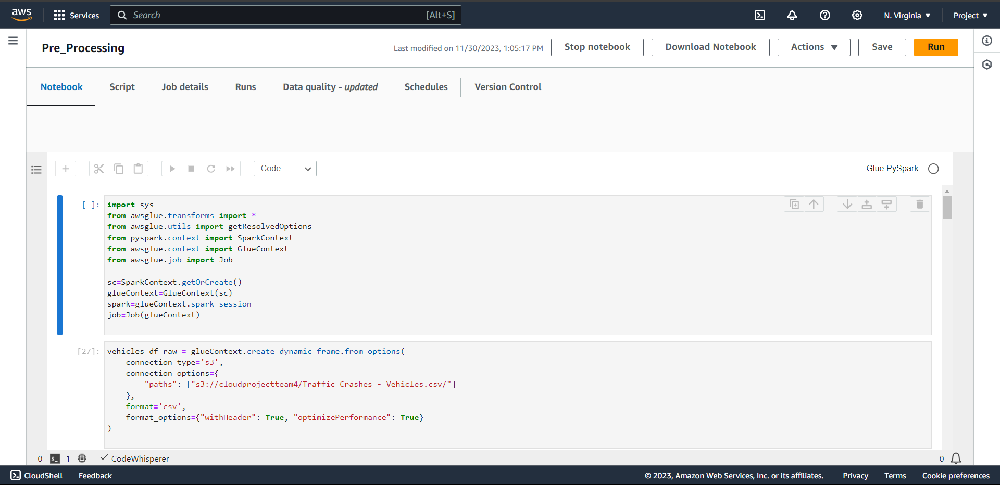 aws Services Search [Alt+S] N. Virginia ▼ Project ▼
Pre_Processing Last modified on 11/30/2023, 1:05:17 PM Stop notebook Download Notebook Actions ▼ Save Run
Notebook Script Job details Runs Data quality - updated Schedules Version Control
Code Glue PySpark
[ ]: import sys
from awsglue.transforms import *
from awsglue.utils import getResolvedOptions
from pyspark.context import SparkContext
from awsglue.context import GlueContext
from awsglue.job import Job
sc=SparkContext.getOrCreate()
glueContext=GlueContext(sc)
spark=glueContext.spark_session
job=Job(glueContext)
[27]: vehicles_df_raw = glueContext.create_dynamic_frame.from_options(
    connection_type='s3',
    connection_options={
        "paths": ["s3://cloudprojectteam4/Traffic_Crashes_-_Vehicles.csv/"]
    },
    format='csv',
    format_options={"withHeader": True, "optimizePerformance": True}
)
0 $_ 1 CodeWhisperer 0
CloudShell Feedback © 2023, Amazon Web Services, Inc. or its affiliates. Privacy Terms Cookie preferences